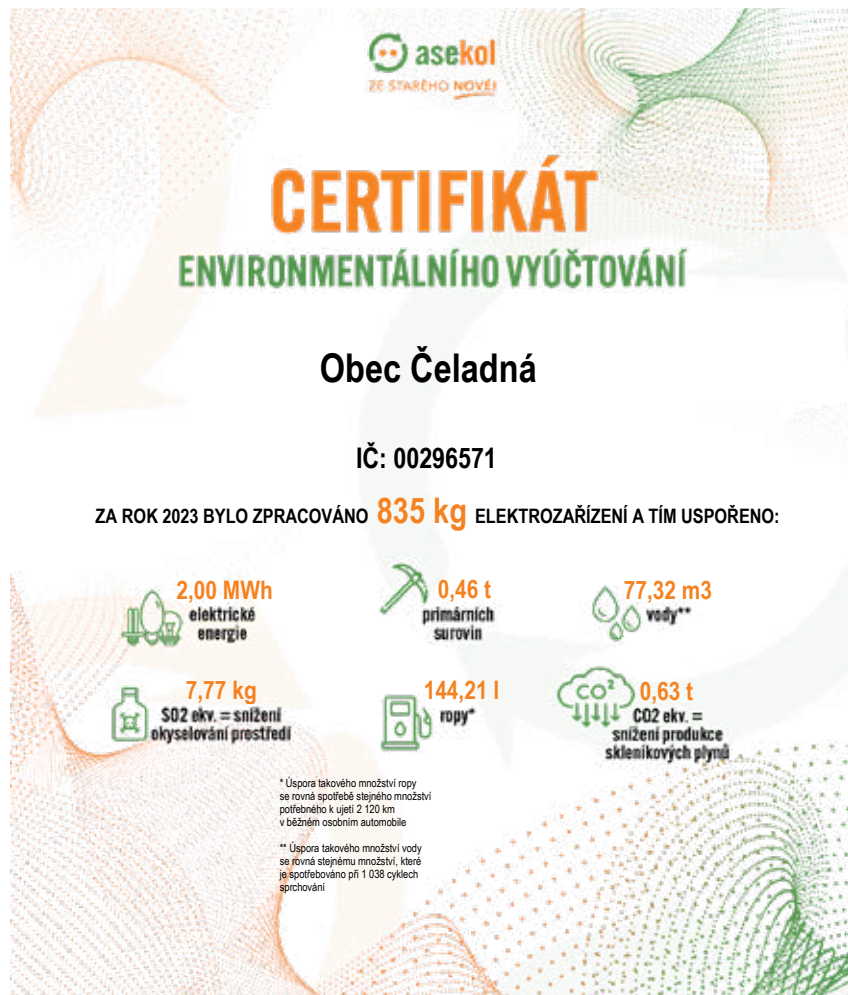 asekol
ZE STARÉHO NOVÉ!
CERTIFIKÁT
ENVIRONMENTÁLNÍHO VYÚČTOVÁNÍ
Obec Čeladná
IČ: 00296571
ZA ROK 2023 BYLO ZPRACOVÁNO 835 kg ELEKTROZAŘÍZENÍ A TÍM USPOŘENO:
2,00 MWh
elektrické
energie
0,46 t
primárních
surovin
77,32 m3
vody**
7,77 kg
SO2 ekv. = snížení
okyselování prostředí
144,21 l
ropy*
CO2
0,63 t
CO2 ekv. =
snížení produkce
skleníkových plynů
* Úspora takového množství ropy
se rovná spotřebě stejného množství
potřebného k ujetí 2 120 km
v běžném osobním automobile
** Úspora takového množství vody
se rovná stejnému množství, které
je spotřebováno při 1 038 cyklech
sprchování